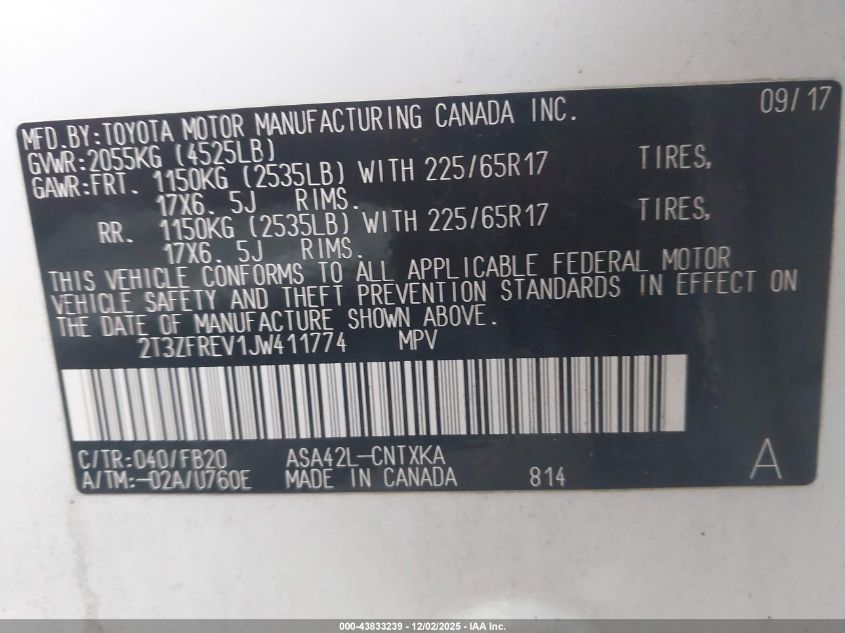 09/17
MFD.BY:TOYOTA MOTOR MANUFACTURING CANADA INC.
GVWR:2055KG (4525LB)
GAWR:FRT. 1150KG (2535LB) WITH 225/65R17 TIRES,
17X6.5J RIMS.
RR. 1150KG (2535LB) WITH 225/65R17 TIRES,
17X6.5J RIMS.
THIS VEHICLE CONFORMS TO ALL APPLICABLE FEDERAL MOTOR
VEHICLE SAFETY AND THEFT PREVENTION STANDARDS IN EFFECT ON
THE DATE OF MANUFACTURE SHOWN ABOVE.
2T3ZFREV1JW411774 MPV
C/TR:040/FB20 ASA42L-CNTXKA
A/TM:-02A/U760E MADE IN CANADA 814 A
000-43833239 - 12/02/2025 - IAA Inc.